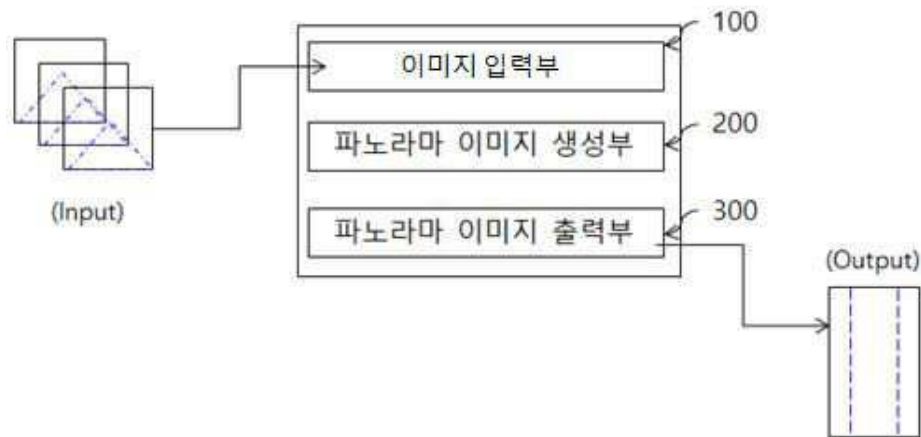 100
이미지 입력부
200
파노라마 이미지 생성부
(Input)
300
파노라마 이미지 출력부
(Output)